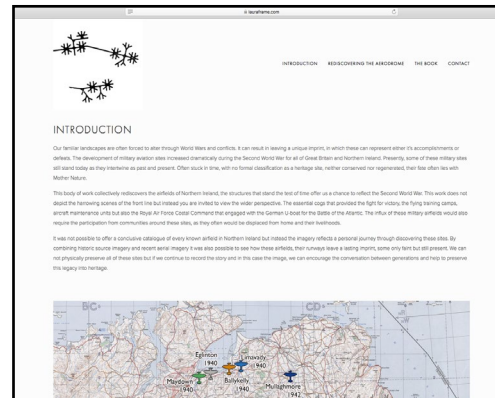 lauraframe.com
INTRODUCTION REDISCOVERING THE AERODROME THE BOOK CONTACT
INTRODUCTION
Our familiar landscapes are often forced to alter through World Wars and conflicts. It can result in leaving a unique imprint, in which these can represent either it's accomplishments or
defeats. The development of military aviation sites increased dramatically during the Second World War for all of Great Britain and Northern Ireland. Presently, some of these military sites
still stand today as they intertwine as past and present. Often stuck in time, with no formal classification as a heritage site, neither conserved nor regenerated, their fate often lies with
Mother Nature.
This body of work collectively rediscovers the airfields of Northern Ireland, the structures that stand the test of time offer us a chance to reflect the Second World War. This work does not
depict the harrowing scenes of the front line but instead you are invited to view the wider perspective. The essential cogs that provided the fight for victory; the flying training camps,
aircraft maintenance units but also the Royal Air Force Costal Command that engaged with the German U-boat for the Battle of the Atlantic. The influx of these military airfields would also
require the participation from communities around these sites, as they often would be displaced from home and their livelihoods.
It was not possible to offer a conclusive catalogue of every known airfield in Northern Ireland but instead the imagery reflects a personal journey through discovering these sites. By
combining historic source imagery and recent aerial imagery it was also possible to see how these airfields, their runways leave a lasting imprint, some only faint but still present. We can
not physically preserve all of these sites but if we continue to record the story and in this case the image, we can encourage the conversation between generations and help to preserve
this legacy into heritage.
BC
CD
Eglinton
1940
Limavady
1940
Maydown
1940
Ballykelly
1940
Mullaghmore
1942